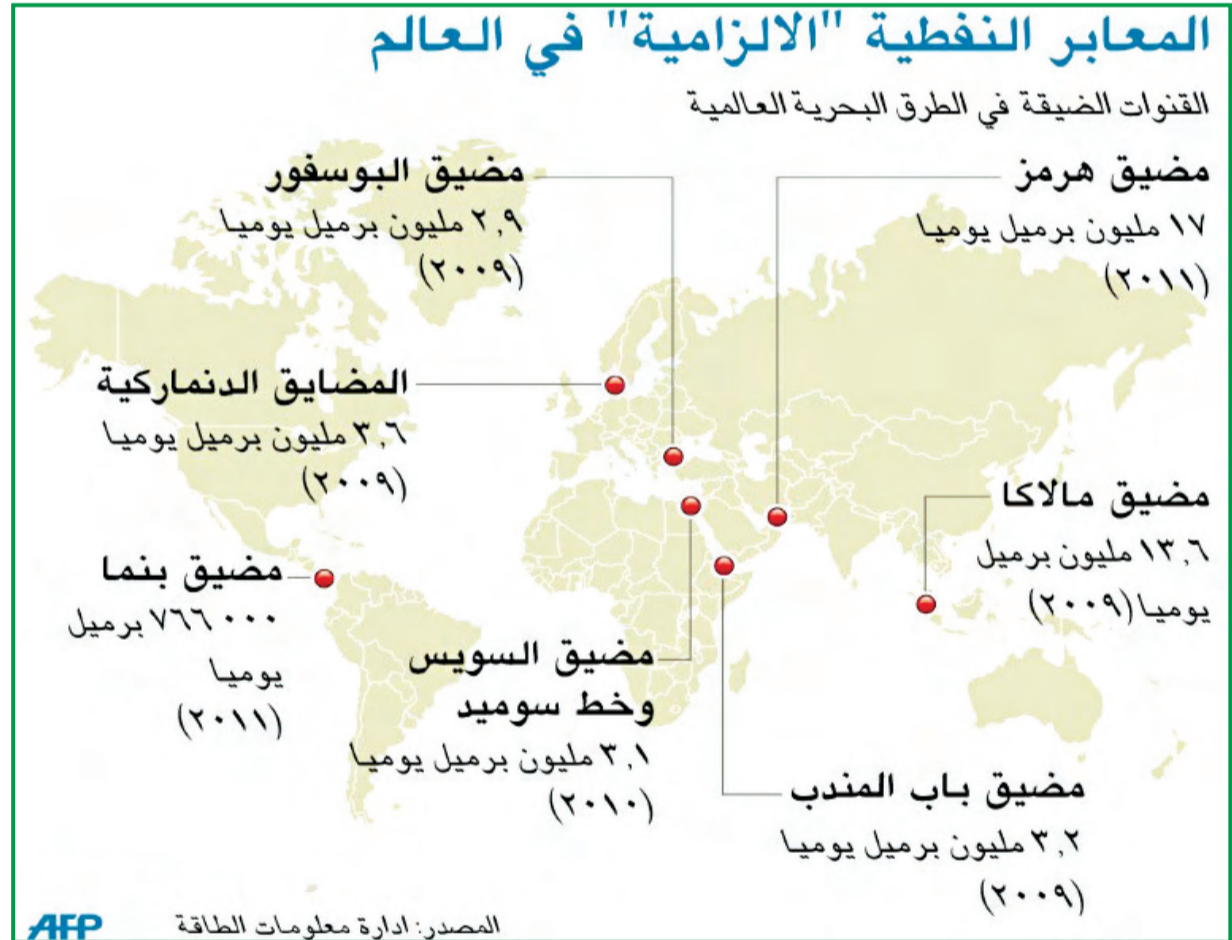 المعابر النفطية "الالزامية" في العالم
القنوات الضيقة في الطرق البحرية العالمية
مضيق هرمز
١٧ مليون برميل يوميا
(٢٠١١)
مضيق البوسفور
٢,٩ مليون برميل يوميا
(٢٠٠٩)
المضايق الدنماركية
٣,٦ مليون برميل يوميا
(٢٠٠٩)
مضيق مالاكا
١٣,٦ مليون برميل
يوميا (٢٠٠٩)
مضيق بنما
٧٦٦٠٠٠ برميل
يوميا
(٢٠١١)
مضيق السويس
وخط سوميد
٣,١ مليون برميل يوميا
(٢٠١٠)
مضيق باب المندب
٣,٢ مليون برميل يوميا
(٢٠٠٩)
المصدر: ادارة معلومات الطاقة
AFP